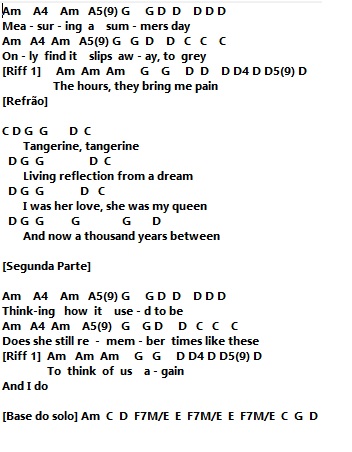 Am A4 Am A5(9) G G D D D D D
Mea - sur - ing a sum - mers day
Am A4 Am A5(9) G G D D C C C
On - ly find it slips aw - ay, to grey
[Riff 1] Am Am Am G G D D D D4 D D5(9) D
The hours, they bring me pain
[Refrão]
C D G G D C
Tangerine, tangerine
D G G D C
Living reflection from a dream
D G G D C
I was her love, she was my queen
D G G G G D
And now a thousand years between
[Segunda Parte]
Am A4 Am A5(9) G G D D D D D
Think-ing how it use - d to be
Am A4 Am A5(9) G G D D C C C
Does she still re - mem - ber times like these
[Riff 1] Am Am Am G G D D4 D D5(9) D
To think of us a - gain
And I do
[Base do solo] Am C D F7M/E E F7M/E E F7M/E C G D